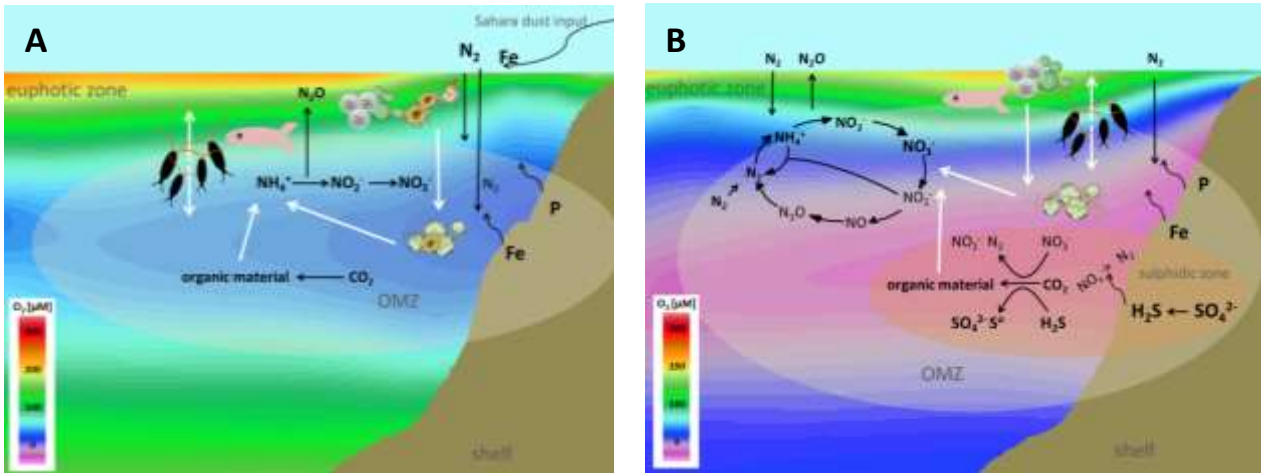 A
Sahara dust input
N₂
Fe
euphotic zone
N₂O
NH₄⁺
NO₂⁻
NO₃⁻
N₂
P
Fe
organic material
CO₂
OMZ
O₂ [µM]
shelf
B
N₂
N₂O
N₂
euphotic zone
NO₂⁻
NH₄⁺
NO₃⁻
N₂
N₂
NO₂⁻
N₂O
NO
P
Fe
NO₃⁻
N₂
organic material
CO₂
sulphidic zone
SO₄²⁻
S⁰
H₂S
H₂S
SO₄²⁻
OMZ
O₂ [µM]
shelf